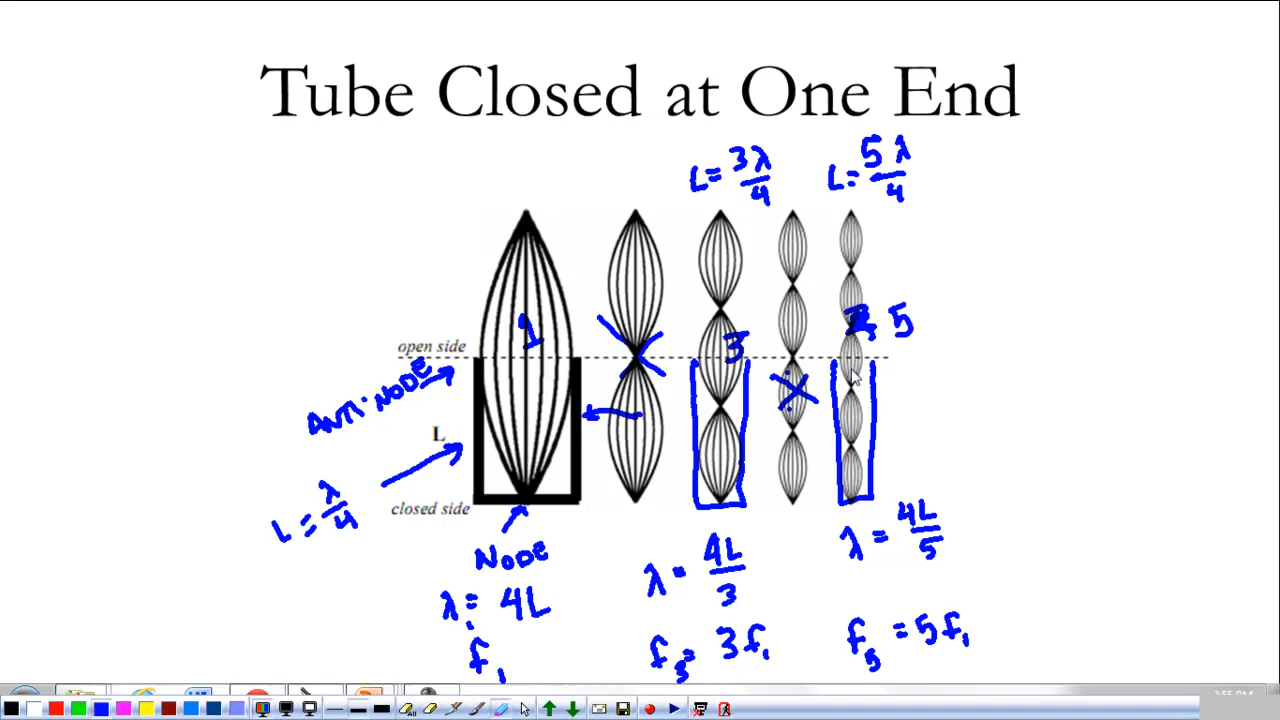 Tube Closed at One End
L = 3λ/4
L = 5λ/4
1
3
5
open side
ANTI-NODE
L
L = λ/4
closed side
NODE
λ₁ = 4L
λ = 4L/3
λ = 4L/5
f₁
f₃ = 3f₁
f₅ = 5f₁